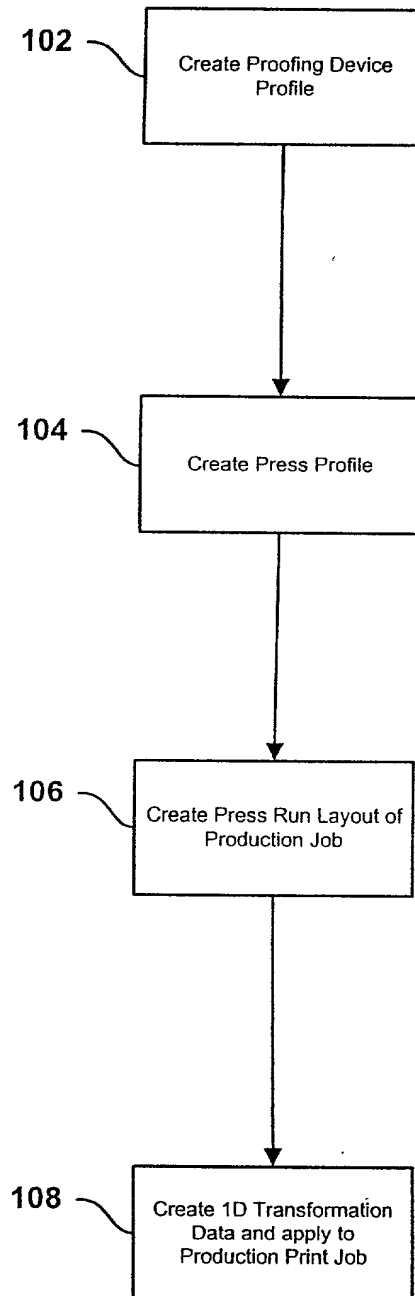 102
Create Proofing Device
Profile
104
Create Press Profile
106
Create Press Run Layout of
Production Job
108
Create 1D Transformation
Data and apply to
Production Print Job